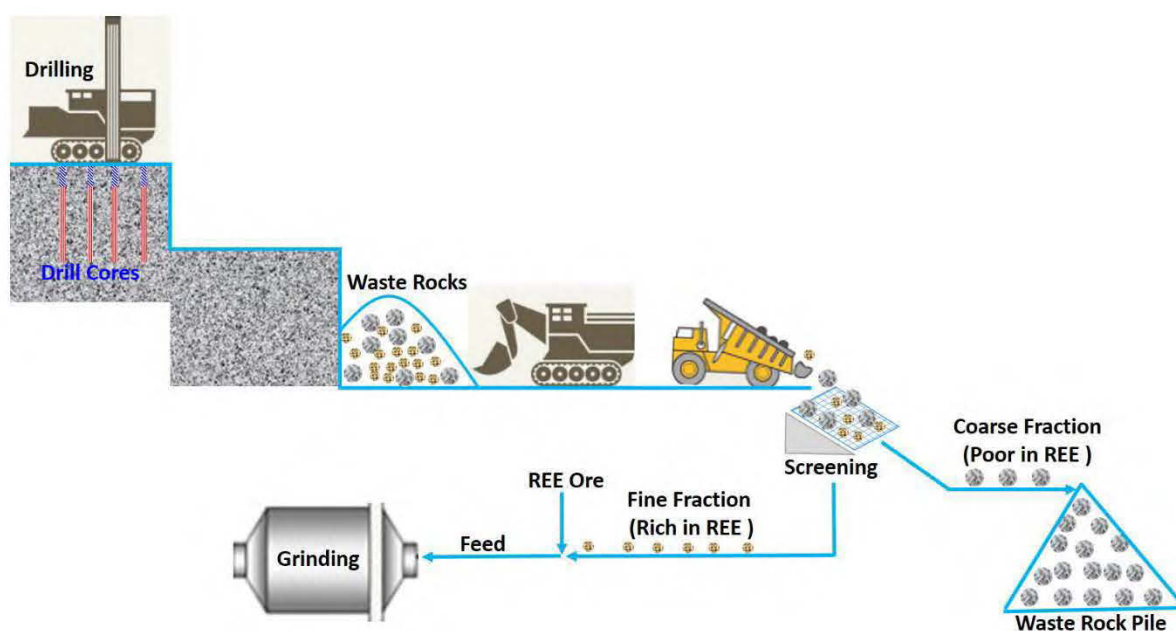 Drilling
Drill Cores
Waste Rocks
Screening
Coarse Fraction
(Poor in REE )
REE Ore
Fine Fraction
(Rich in REE )
Feed
Grinding
Waste Rock Pile